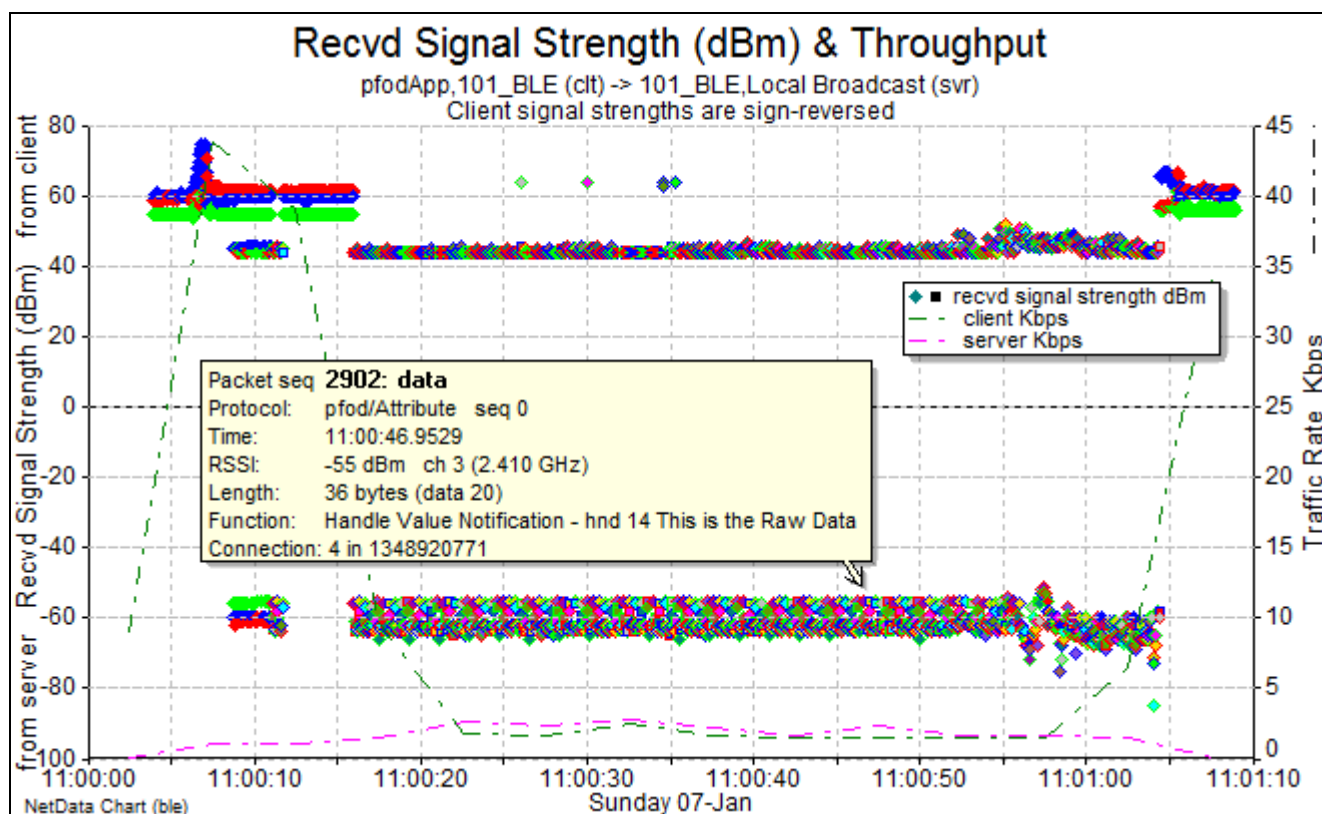 Recvd Signal Strength (dBm) & Throughput
pfodApp,101_BLE (clt) -> 101_BLE,Local Broadcast (svr)
Client signal strengths are sign-reversed
from server Recvd Signal Strength (dBm) from client
80
60
40
20
0
-20
-40
-60
-80
-100
45
40
35
30
25
20
15
10
5
0
Traffic Rate Kbps
recvd signal strength dBm
client Kbps
server Kbps
Packet seq 2902: data
Protocol: pfod/Attribute seq 0
Time: 11:00:46.9529
RSSI: -55 dBm ch 3 (2.410 GHz)
Length: 36 bytes (data 20)
Function: Handle Value Notification - hnd 14 This is the Raw Data
Connection: 4 in 1348920771
11:00:00 11:00:10 11:00:20 11:00:30 11:00:40 11:00:50 11:01:00 11:01:10
Sunday 07-Jan
NetData Chart (ble)